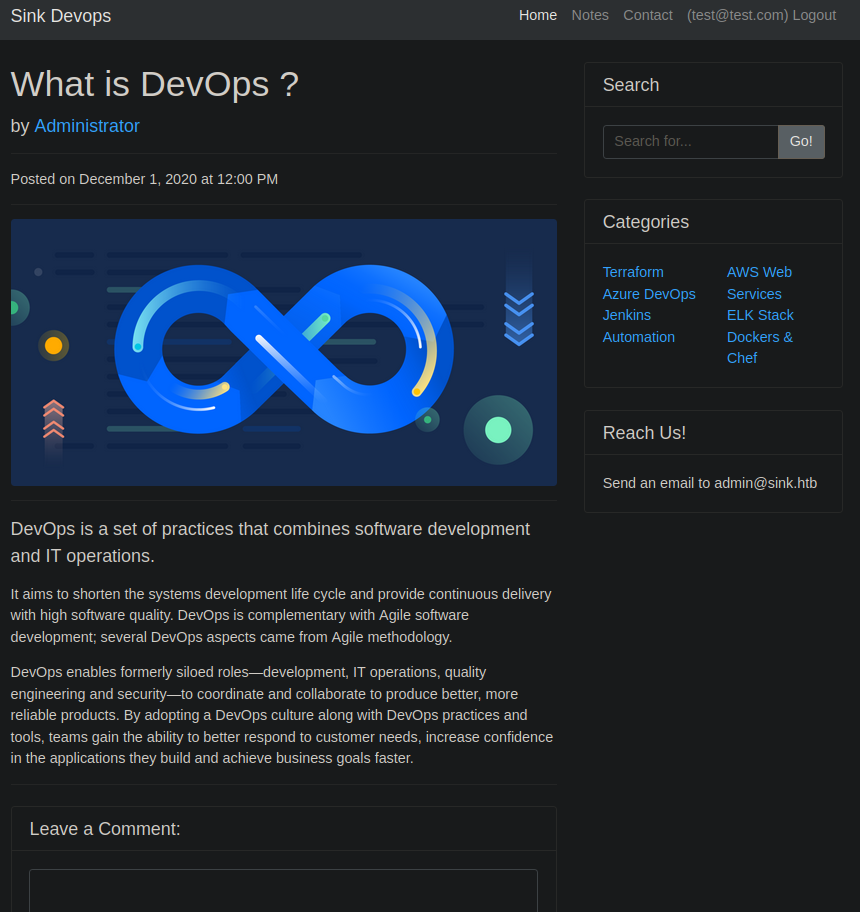 Sink Devops
Home Notes Contact (test@test.com) Logout
What is DevOps ?
by Administrator
Posted on December 1, 2020 at 12:00 PM
DevOps is a set of practices that combines software development
and IT operations.
It aims to shorten the systems development life cycle and provide continuous delivery
with high software quality. DevOps is complementary with Agile software
development; several DevOps aspects came from Agile methodology.
DevOps enables formerly siloed roles—development, IT operations, quality
engineering and security—to coordinate and collaborate to produce better, more
reliable products. By adopting a DevOps culture along with DevOps practices and
tools, teams gain the ability to better respond to customer needs, increase confidence
in the applications they build and achieve business goals faster.
Leave a Comment:
Search
Search for...
Go!
Categories
Terraform
Azure DevOps
Jenkins
Automation
AWS Web
Services
ELK Stack
Dockers &
Chef
Reach Us!
Send an email to admin@sink.htb